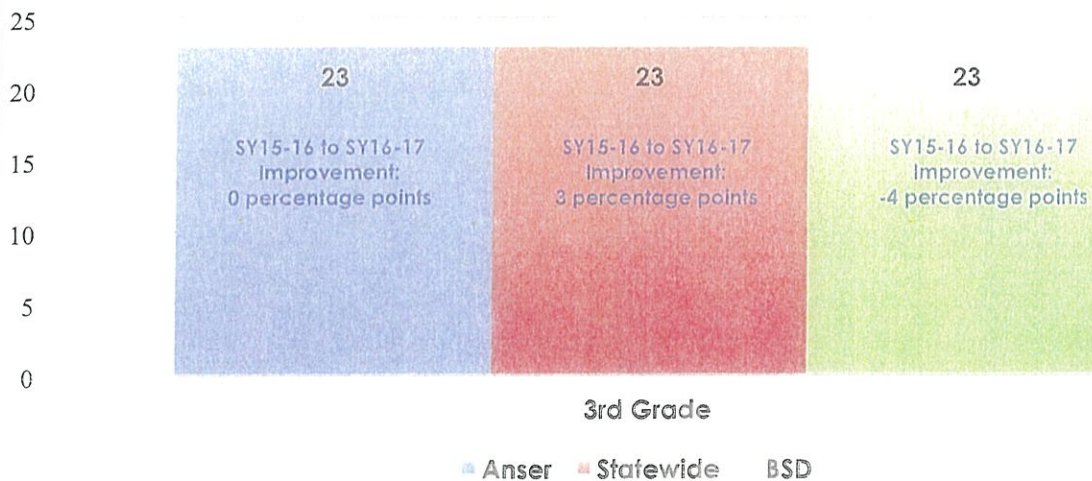 25
20
15
10
5
0
23
SY15-16 to SY16-17
Improvement:
0 percentage points
23
SY15-16 to SY16-17
Improvement:
3 percentage points
23
SY15-16 to SY16-17
Improvement:
-4 percentage points
3rd Grade
Anser Statewide BSD